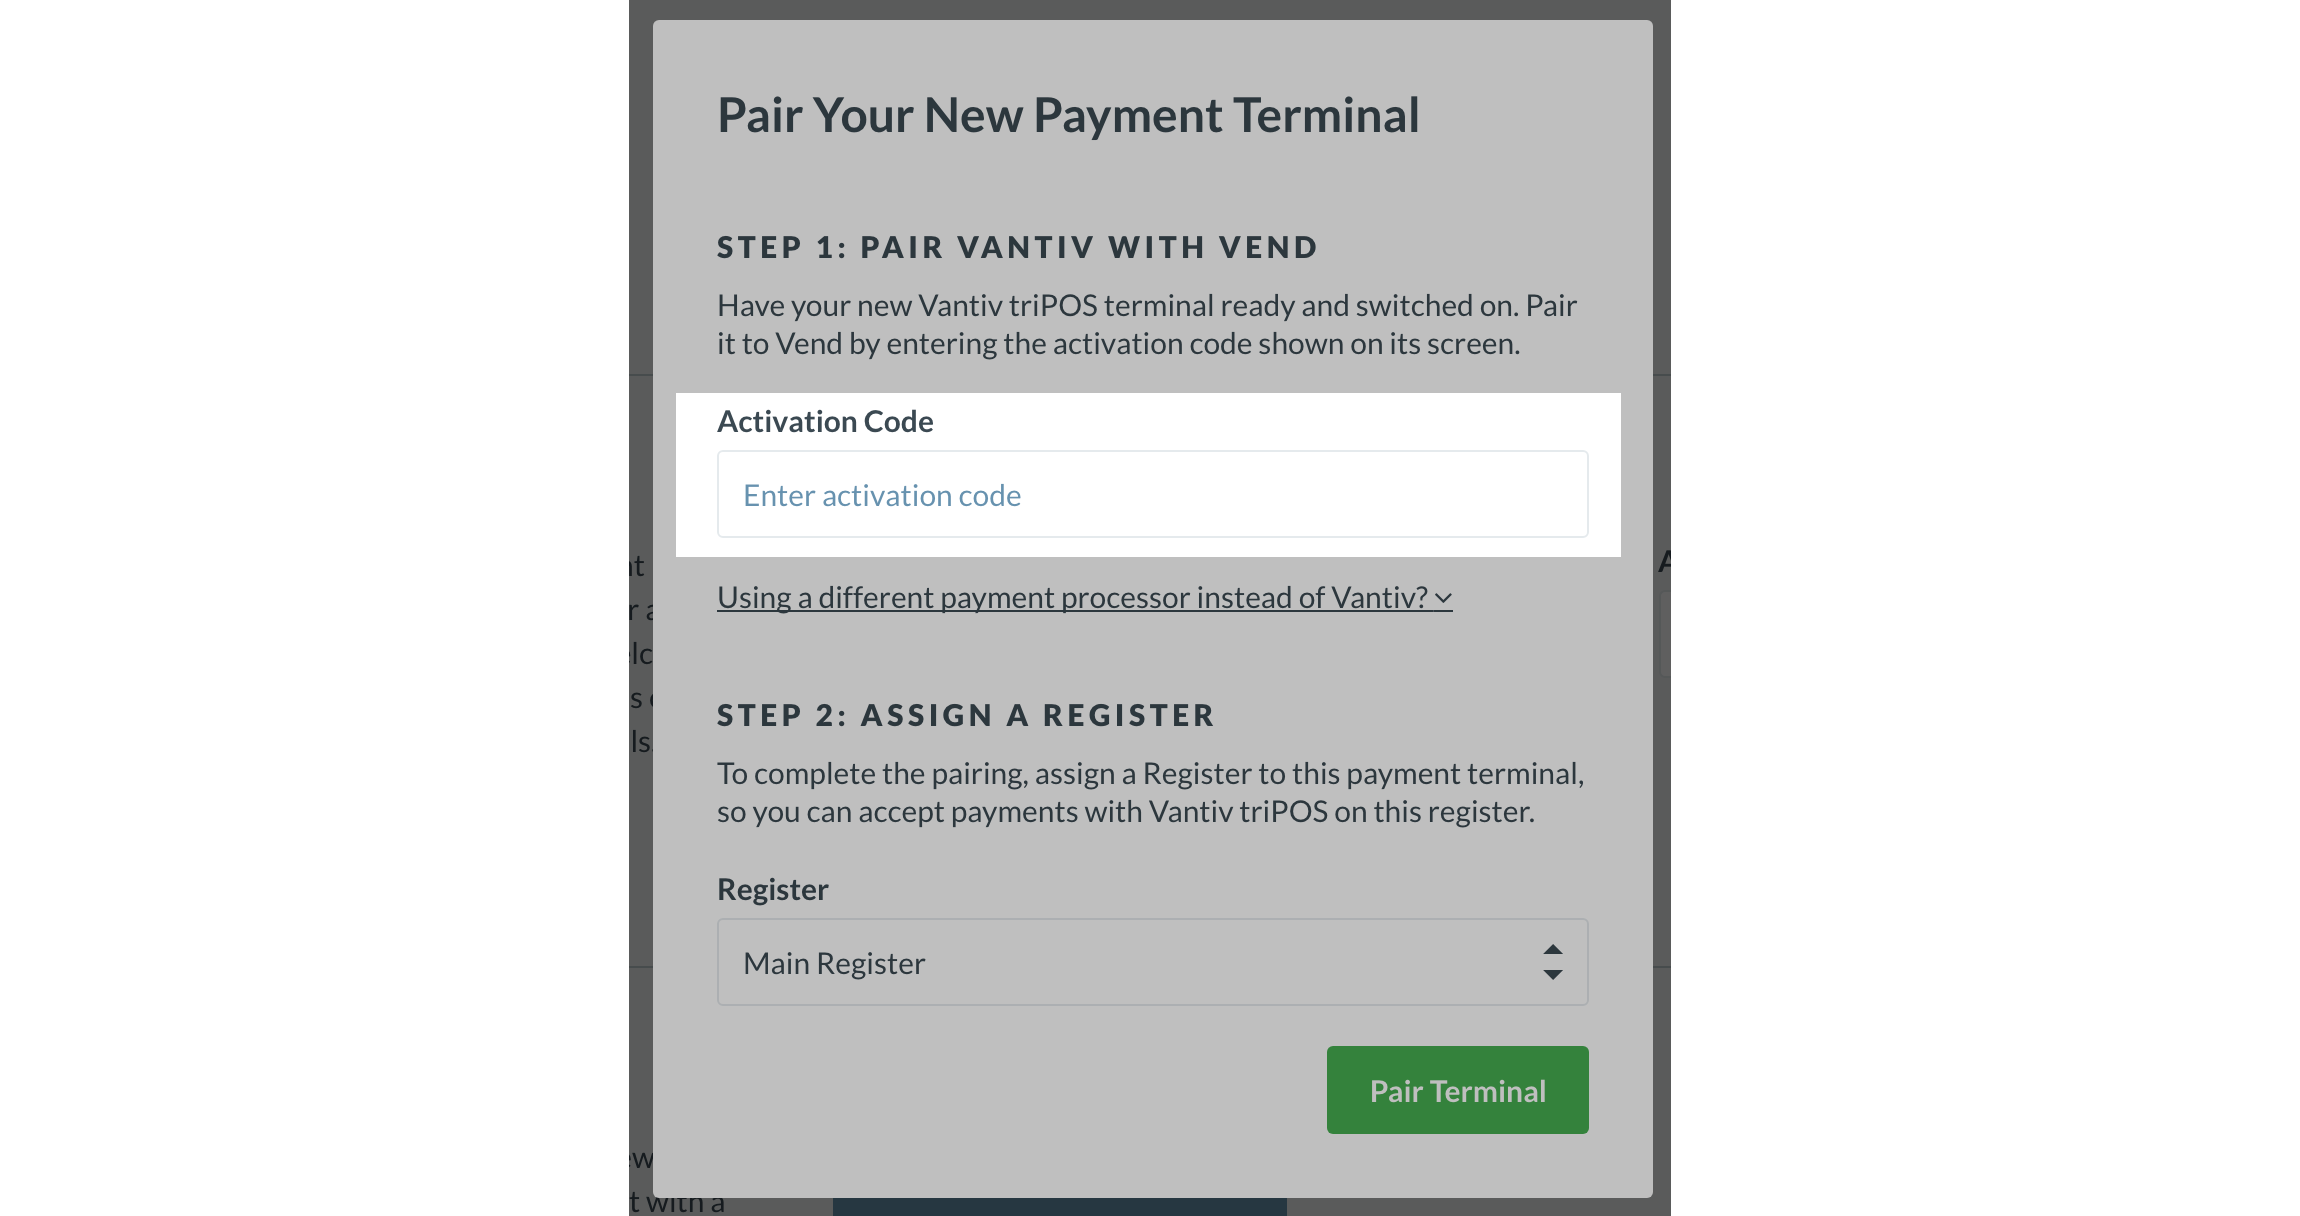 Pair Your New Payment Terminal
STEP 1: PAIR VANTIV WITH VEND
Have your new Vantiv triPOS terminal ready and switched on. Pair
it to Vend by entering the activation code shown on its screen.
Activation Code
Enter activation code
Using a different payment processor instead of Vantiv?
STEP 2: ASSIGN A REGISTER
To complete the pairing, assign a Register to this payment terminal,
so you can accept payments with Vantiv triPOS on this register.
Register
Main Register
Pair Terminal
with a